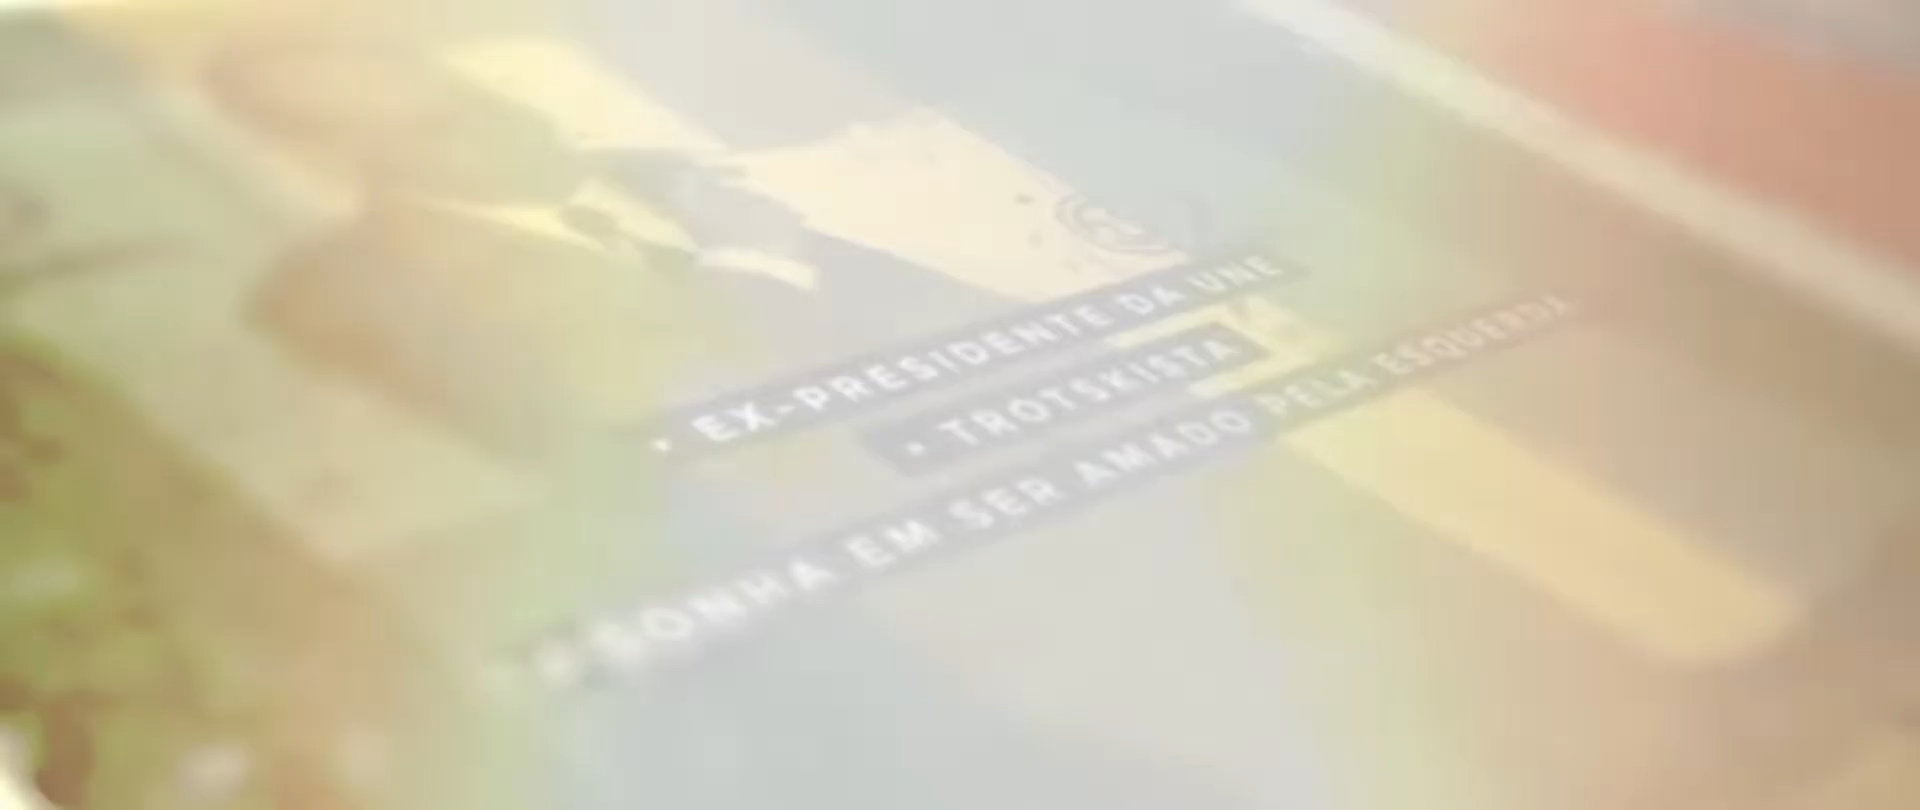 • EX-PRESIDENTE DA UNE
• TROTSKISTA
• SONHA EM SER AMADO PELA ESQUERDA